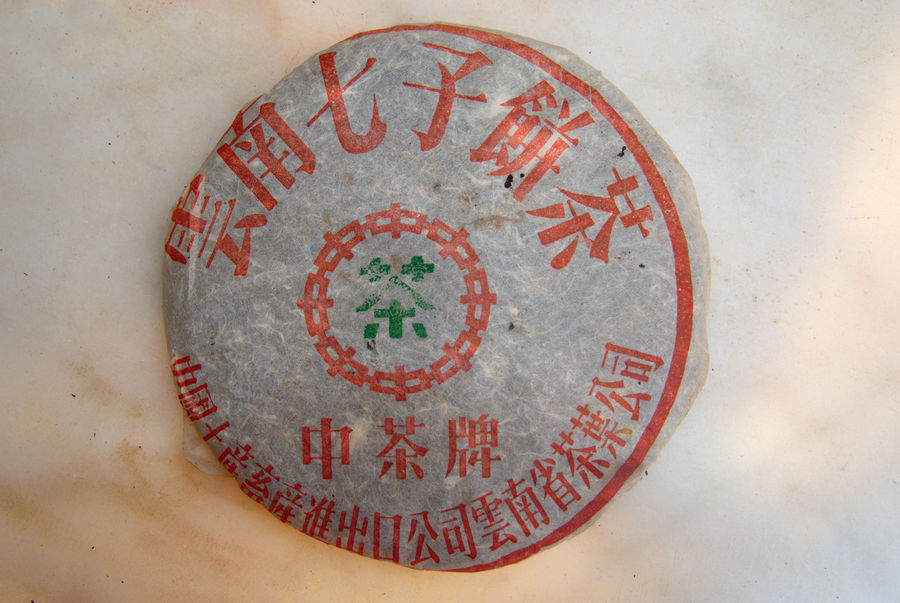 雲南七子餅茶
茶
中茶牌
中國土產畜產進出口公司雲南省茶葉公司